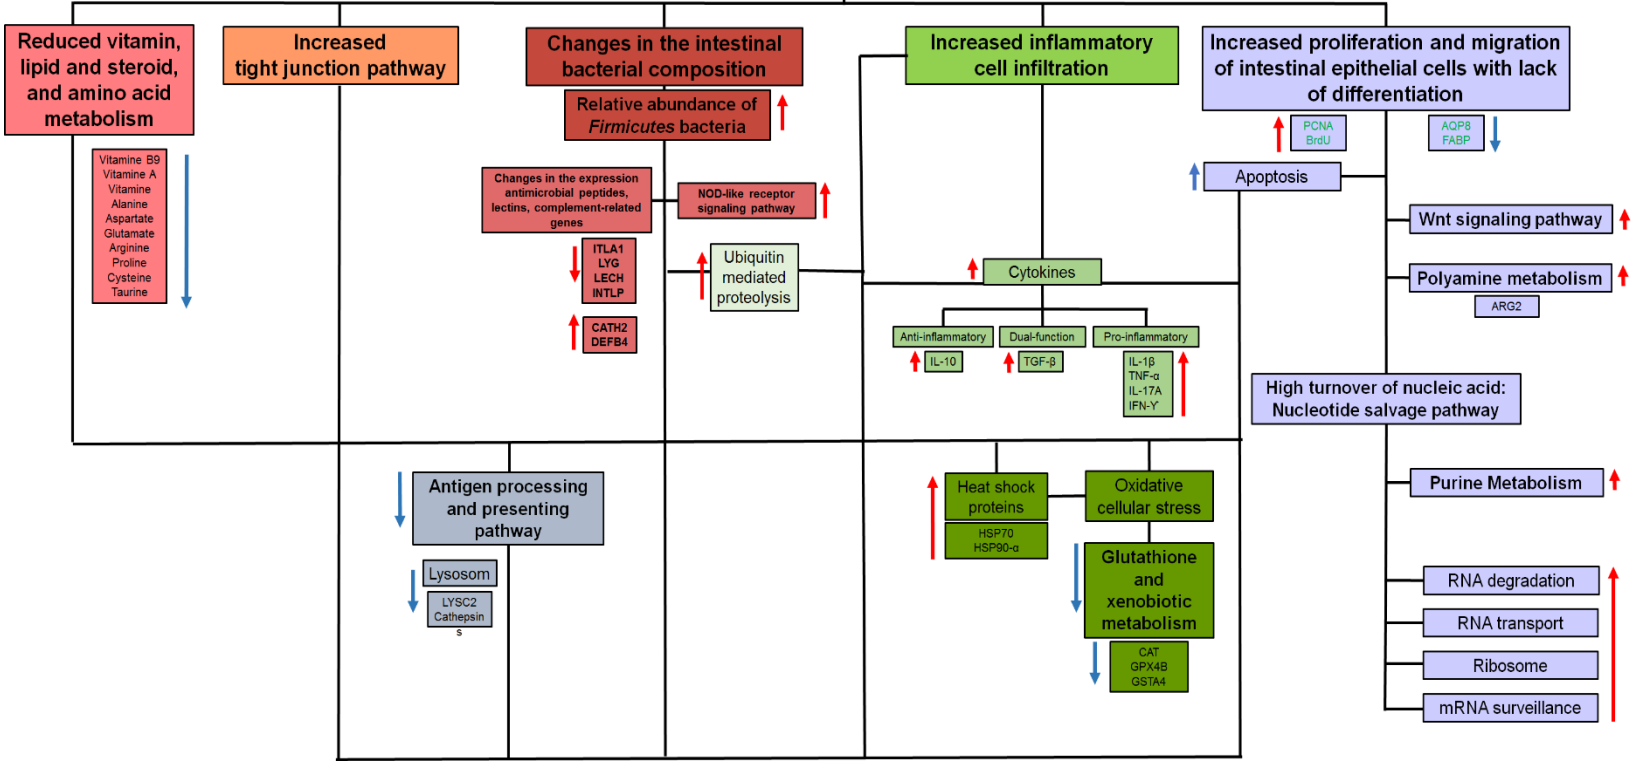 Reduced vitamin,
lipid and steroid,
and amino acid
metabolism
Vitamine B9
Vitamine A
Vitamine
Alanine
Aspartate
Glutamate
Arginine
Proline
Cysteine
Taurine
Increased
tight junction pathway
Changes in the intestinal
bacterial composition
Relative abundance of
Firmicutes bacteria
Changes in the expression
antimicrobial peptides,
lectins, complement-related
genes
NOD-like receptor
signaling pathway
ITLA1
LYG
LECH
INTLP
CATH2
DEFB4
Ubiquitin
mediated
proteolysis
Increased inflammatory
cell infiltration
Cytokines
Anti-inflammatory
IL-10
Dual-function
TGF-β
Pro-inflammatory
IL-1β
TNF-α
IL-17A
IFN-Ƴ
Increased proliferation and migration
of intestinal epithelial cells with lack
of differentiation
PCNA
BrdU
AQP8
FABP
Apoptosis
Wnt signaling pathway
Polyamine metabolism
ARG2
High turnover of nucleic acid:
Nucleotide salvage pathway
Purine Metabolism
RNA degradation
RNA transport
Ribosome
mRNA surveillance
Antigen processing
and presenting
pathway
Lysosom
LYSC2
Cathepsin
s
Heat shock
proteins
HSP70
HSP90-α
Oxidative
cellular stress
Glutathione
and
xenobiotic
metabolism
CAT
GPX4B
GSTA4